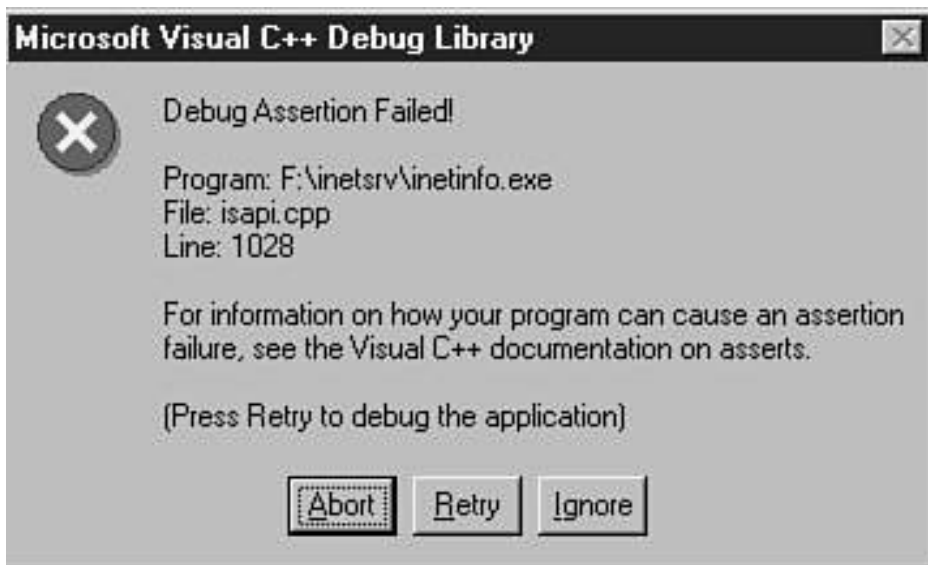 Microsoft Visual C++ Debug Library
Debug Assertion Failed!
Program: F:\inetsrv\inetinfo.exe
File: isapi.cpp
Line: 1028
For information on how your program can cause an assertion
failure, see the Visual C++ documentation on asserts.
(Press Retry to debug the application)
Abort Retry Ignore